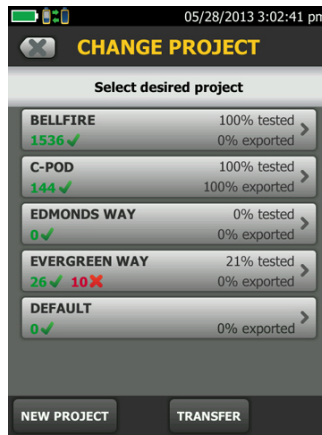 05/28/2013 3:02:41 pm
CHANGE PROJECT
Select desired project
BELLFIRE 100% tested
1536 0% exported
C-POD 100% tested
144 100% exported
EDMONDS WAY 0% tested
0 0% exported
EVERGREEN WAY 21% tested
26 10 0% exported
DEFAULT
0 0% exported
NEW PROJECT TRANSFER